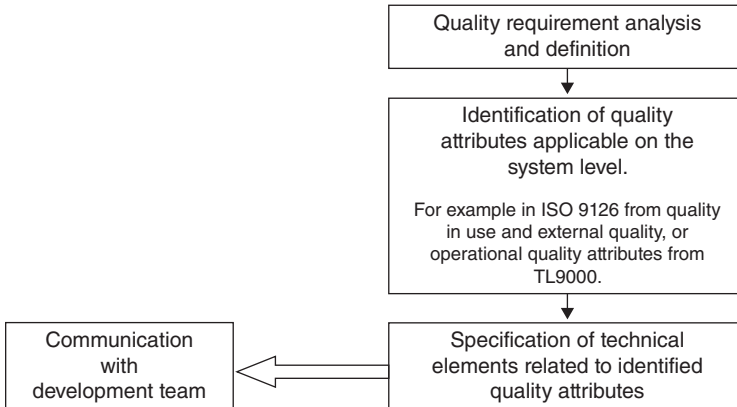 Quality requirement analysis
and definition
Identification of quality
attributes applicable on the
system level.
For example in ISO 9126 from quality
in use and external quality, or
operational quality attributes from
TL9000.
Communication
with
development team
Specification of technical
elements related to identified
quality attributes